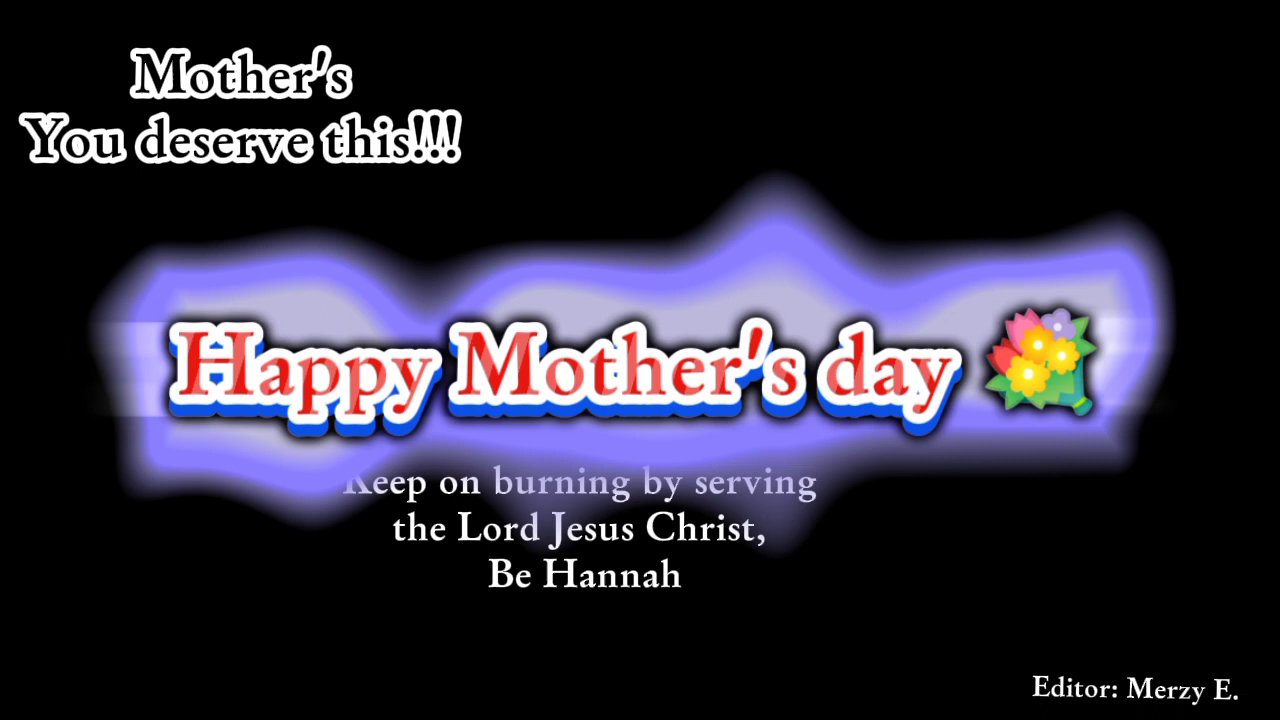 Mother's
You deserve this!!!
Happy Mother's day
Keep on burning by serving
the Lord Jesus Christ,
Be Hannah
Editor: Merzy E.